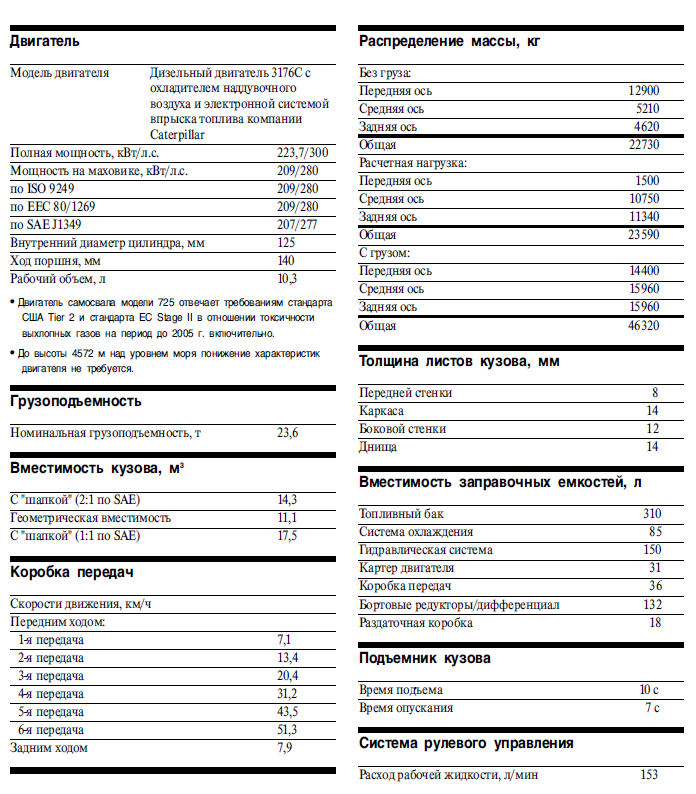 Двигатель
Модель двигателя Дизельный двигатель 3176С с
охладителем наддувочного
воздуха и электронной системой
впрыска топлива компании
Caterpillar
Полная мощность, кВт/л.с. 223,7/300
Мощность на маховике, кВт/л.с. 209/280
по ISO 9249 209/280
по EEC 80/1269 209/280
по SAE J1349 207/277
Внутренний диаметр цилиндра, мм 125
Ход поршня, мм 140
Рабочий объем, л 10,3
• Двигатель самосвала модели 725 отвечает требованиям стандарта
США Tier 2 и стандарта ЕС Stage II в отношении токсичности
выхлопных газов на период до 2005 г. включительно.
• До высоты 4572 м над уровнем моря понижение характеристик
двигателя не требуется.
Грузоподъемность
Номинальная грузоподъемность, т 23,6
Вместимость кузова, м³
С "шапкой" (2:1 по SAE) 14,3
Геометрическая вместимость 11,1
С "шапкой" (1:1 по SAE) 17,5
Коробка передач
Скорости движения, км/ч
Передним ходом:
1-я передача 7,1
2-я передача 13,4
3-я передача 20,4
4-я передача 31,2
5-я передача 43,5
6-я передача 51,3
Задним ходом 7,9
Распределение массы, кг
Без груза:
Передняя ось 12900
Средняя ось 5210
Задняя ось 4620
Общая 22730
Расчетная нагрузка:
Передняя ось 1500
Средняя ось 10750
Задняя ось 11340
Общая 23590
С грузом:
Передняя ось 14400
Средняя ось 15960
Задняя ось 15960
Общая 46320
Толщина листов кузова, мм
Передней стенки 8
Каркаса 14
Боковой стенки 12
Днища 14
Вместимость заправочных емкостей, л
Топливный бак 310
Система охлаждения 85
Гидравлическая система 150
Картер двигателя 31
Коробка передач 36
Бортовые редукторы/дифференциал 132
Раздаточная коробка 18
Подъемник кузова
Время подъема 10 с
Время опускания 7 с
Система рулевого управления
Расход рабочей жидкости, л/мин 153